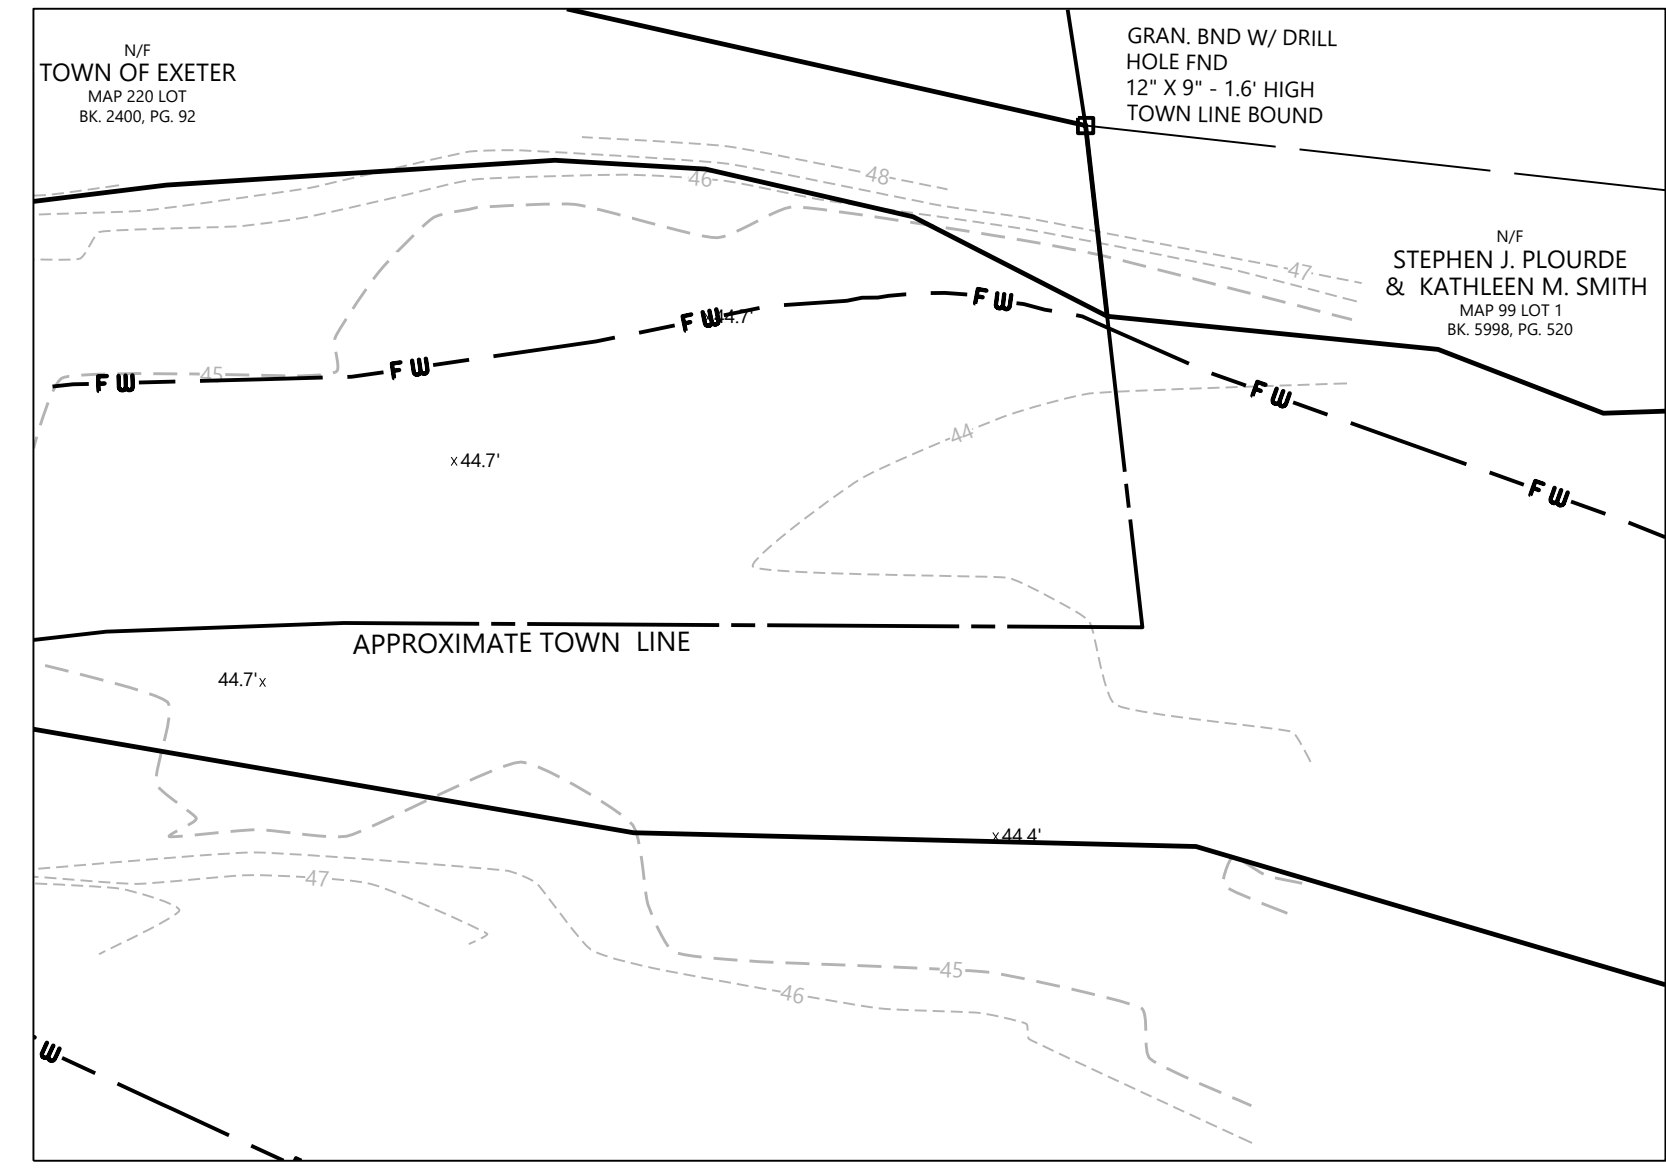 N/F
TOWN OF EXETER
MAP 220 LOT
BK. 2400, PG. 92
GRAN. BND W/ DRILL
HOLE FND
12" X 9" - 1.6' HIGH
TOWN LINE BOUND
46
48
47
N/F
STEPHEN J. PLOURDE
& KATHLEEN M. SMITH
MAP 99 LOT 1
BK. 5998, PG. 520
FW
FW
44.7'
FW
45
FW
FW
FW
44
x44.7'
APPROXIMATE TOWN LINE
44.7'x
x44.4'
47
45
46
W